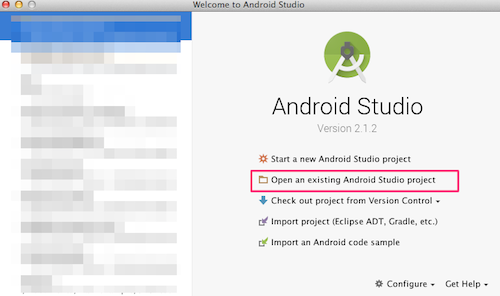 Welcome to Android Studio
Android Studio
Version 2.1.2
Start a new Android Studio project
Open an existing Android Studio project
Check out project from Version Control
Import project (Eclipse ADT, Gradle, etc.)
Import an Android code sample
Configure
Get Help